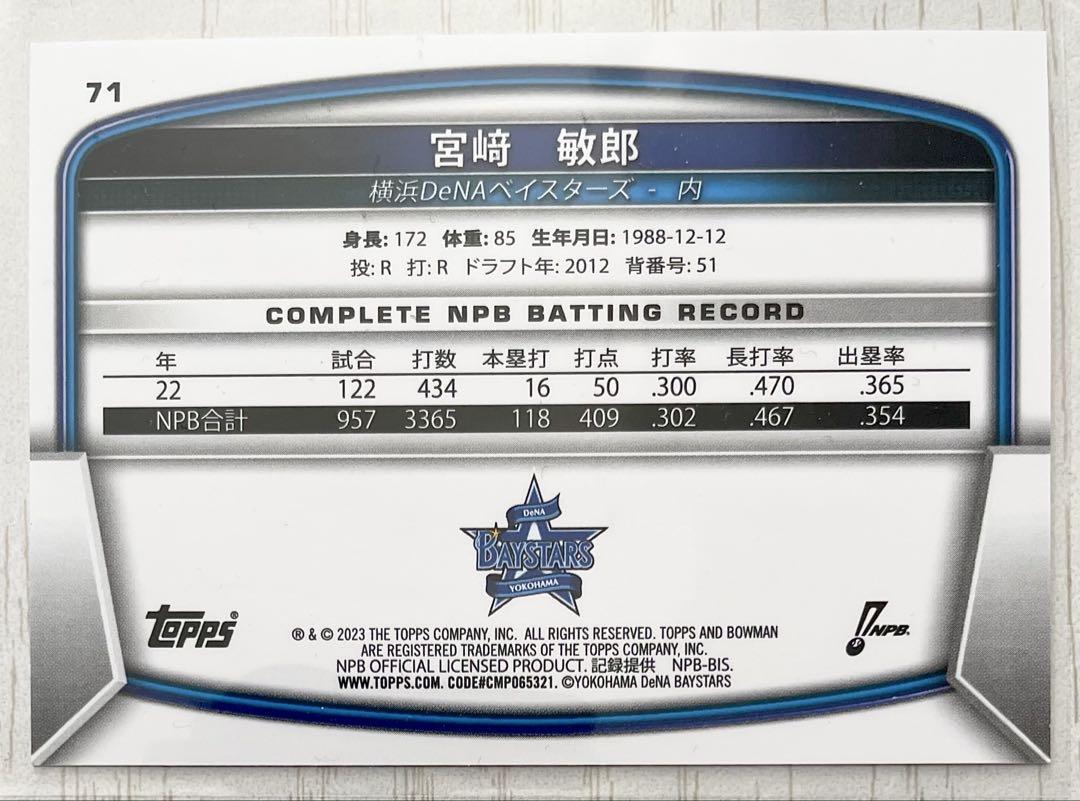 71
宮﨑 敏郎
横浜DeNAベイスターズ - 内
身長: 172 体重: 85 生年月日: 1988-12-12
投: R 打: R ドラフト年: 2012 背番号: 51
COMPLETE NPB BATTING RECORD
年 試合 打数 本塁打 打点 打率 長打率 出塁率
22 122 434 16 50 .300 .470 .365
NPB合計 957 3365 118 409 .302 .467 .354
DeNA
BAYSTARS
YOKOHAMA
topps®
® & © 2023 THE TOPPS COMPANY, INC. ALL RIGHTS RESERVED. TOPPS AND BOWMAN
ARE REGISTERED TRADEMARKS OF THE TOPPS COMPANY, INC.
NPB OFFICIAL LICENSED PRODUCT. 記録提供 NPB-BIS.
WWW.TOPPS.COM. CODE#CMP065321. ©YOKOHAMA DeNA BAYSTARS
NPB.